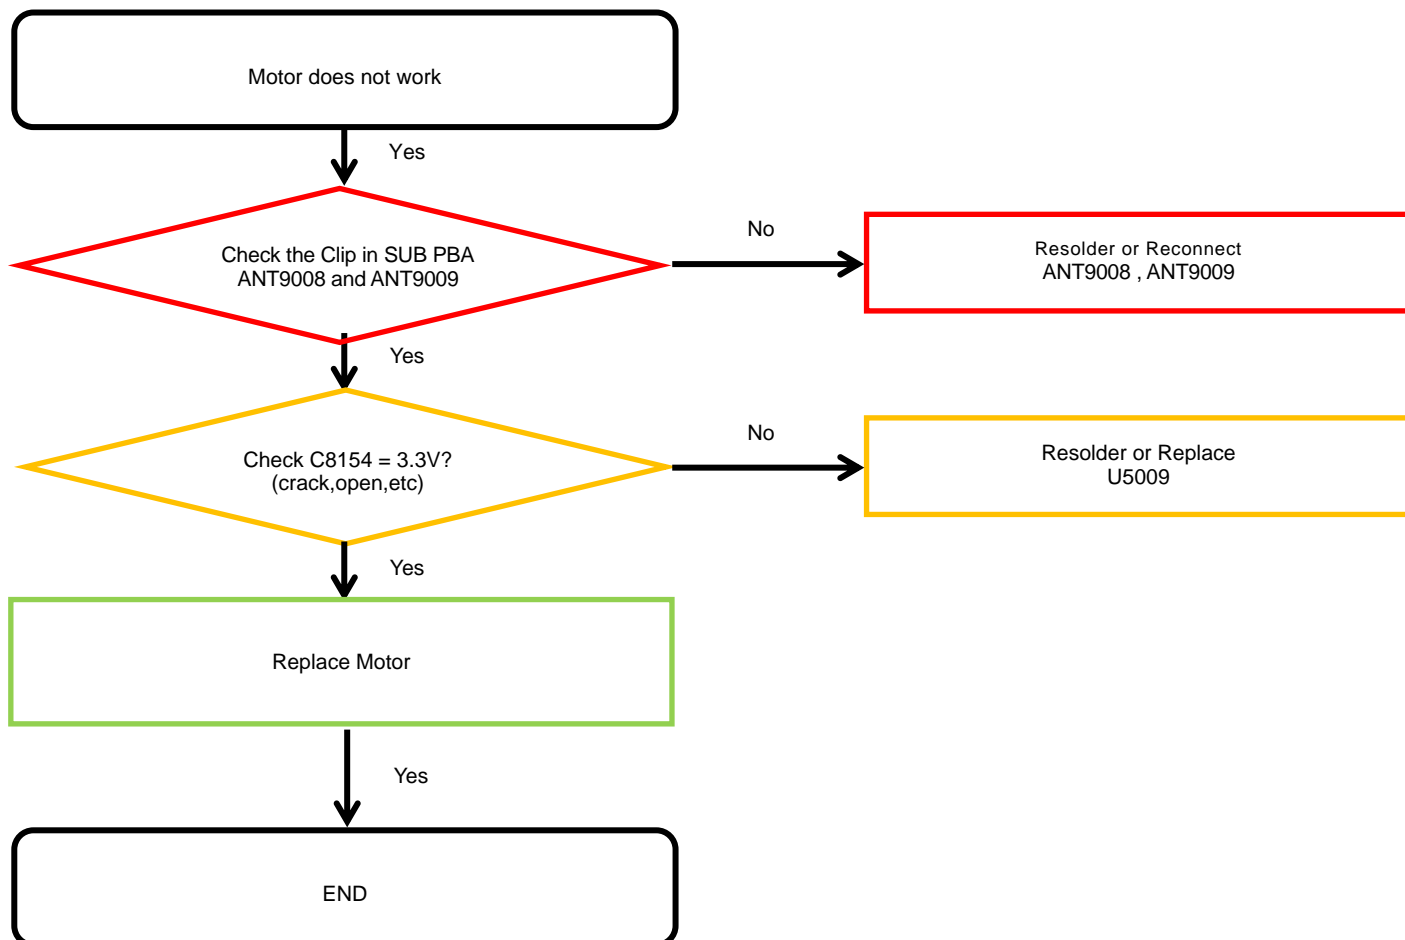 Motor does not work
Yes
Check the Clip in SUB PBA
ANT9008 and ANT9009
No
Resolder or Reconnect
ANT9008 , ANT9009
Yes
Check C8154 = 3.3V?
(crack,open,etc)
No
Resolder or Replace
U5009
Yes
Replace Motor
Yes
END